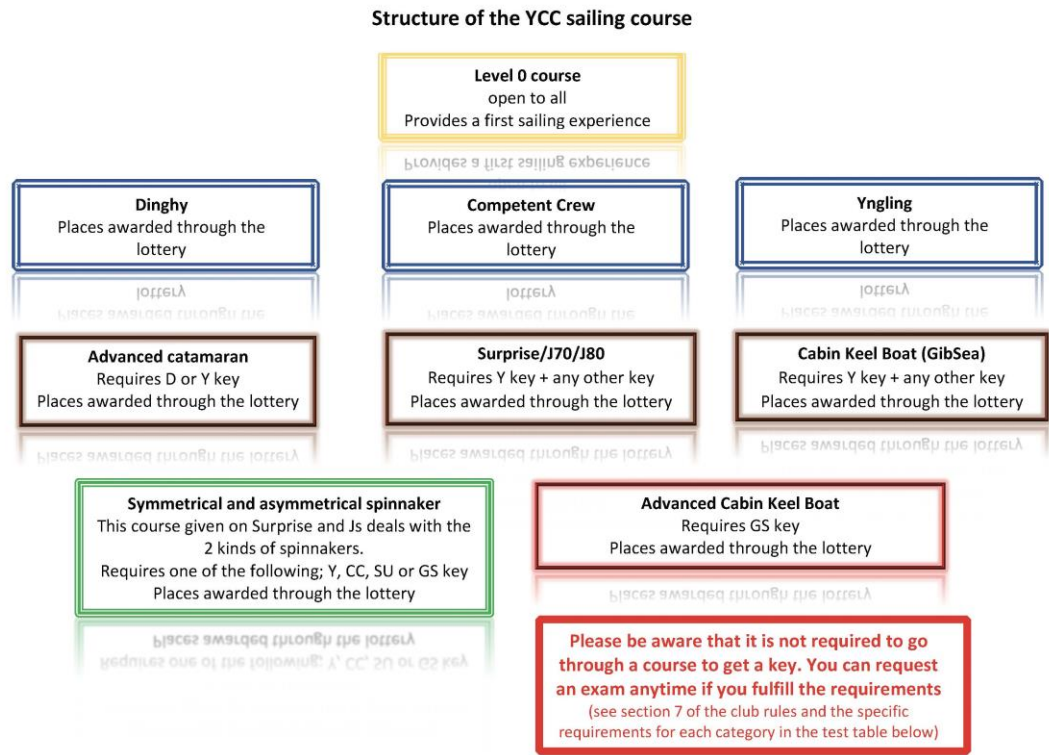 Structure of the YCC sailing course
Level 0 course
open to all
Provides a first sailing experience
Dinghy
Places awarded through the
lottery
Competent Crew
Places awarded through the
lottery
Yngling
Places awarded through the
lottery
Advanced catamaran
Requires D or Y key
Places awarded through the lottery
Surprise/J70/J80
Requires Y key + any other key
Places awarded through the lottery
Cabin Keel Boat (GibSea)
Requires Y key + any other key
Places awarded through the lottery
Symmetrical and asymmetrical spinnaker
This course given on Surprise and Js deals with the
2 kinds of spinnakers.
Requires one of the following; Y, CC, SU or GS key
Places awarded through the lottery
Advanced Cabin Keel Boat
Requires GS key
Places awarded through the lottery
Please be aware that it is not required to go
through a course to get a key. You can request
an exam anytime if you fulfill the requirements
(see section 7 of the club rules and the specific
requirements for each category in the test table below)